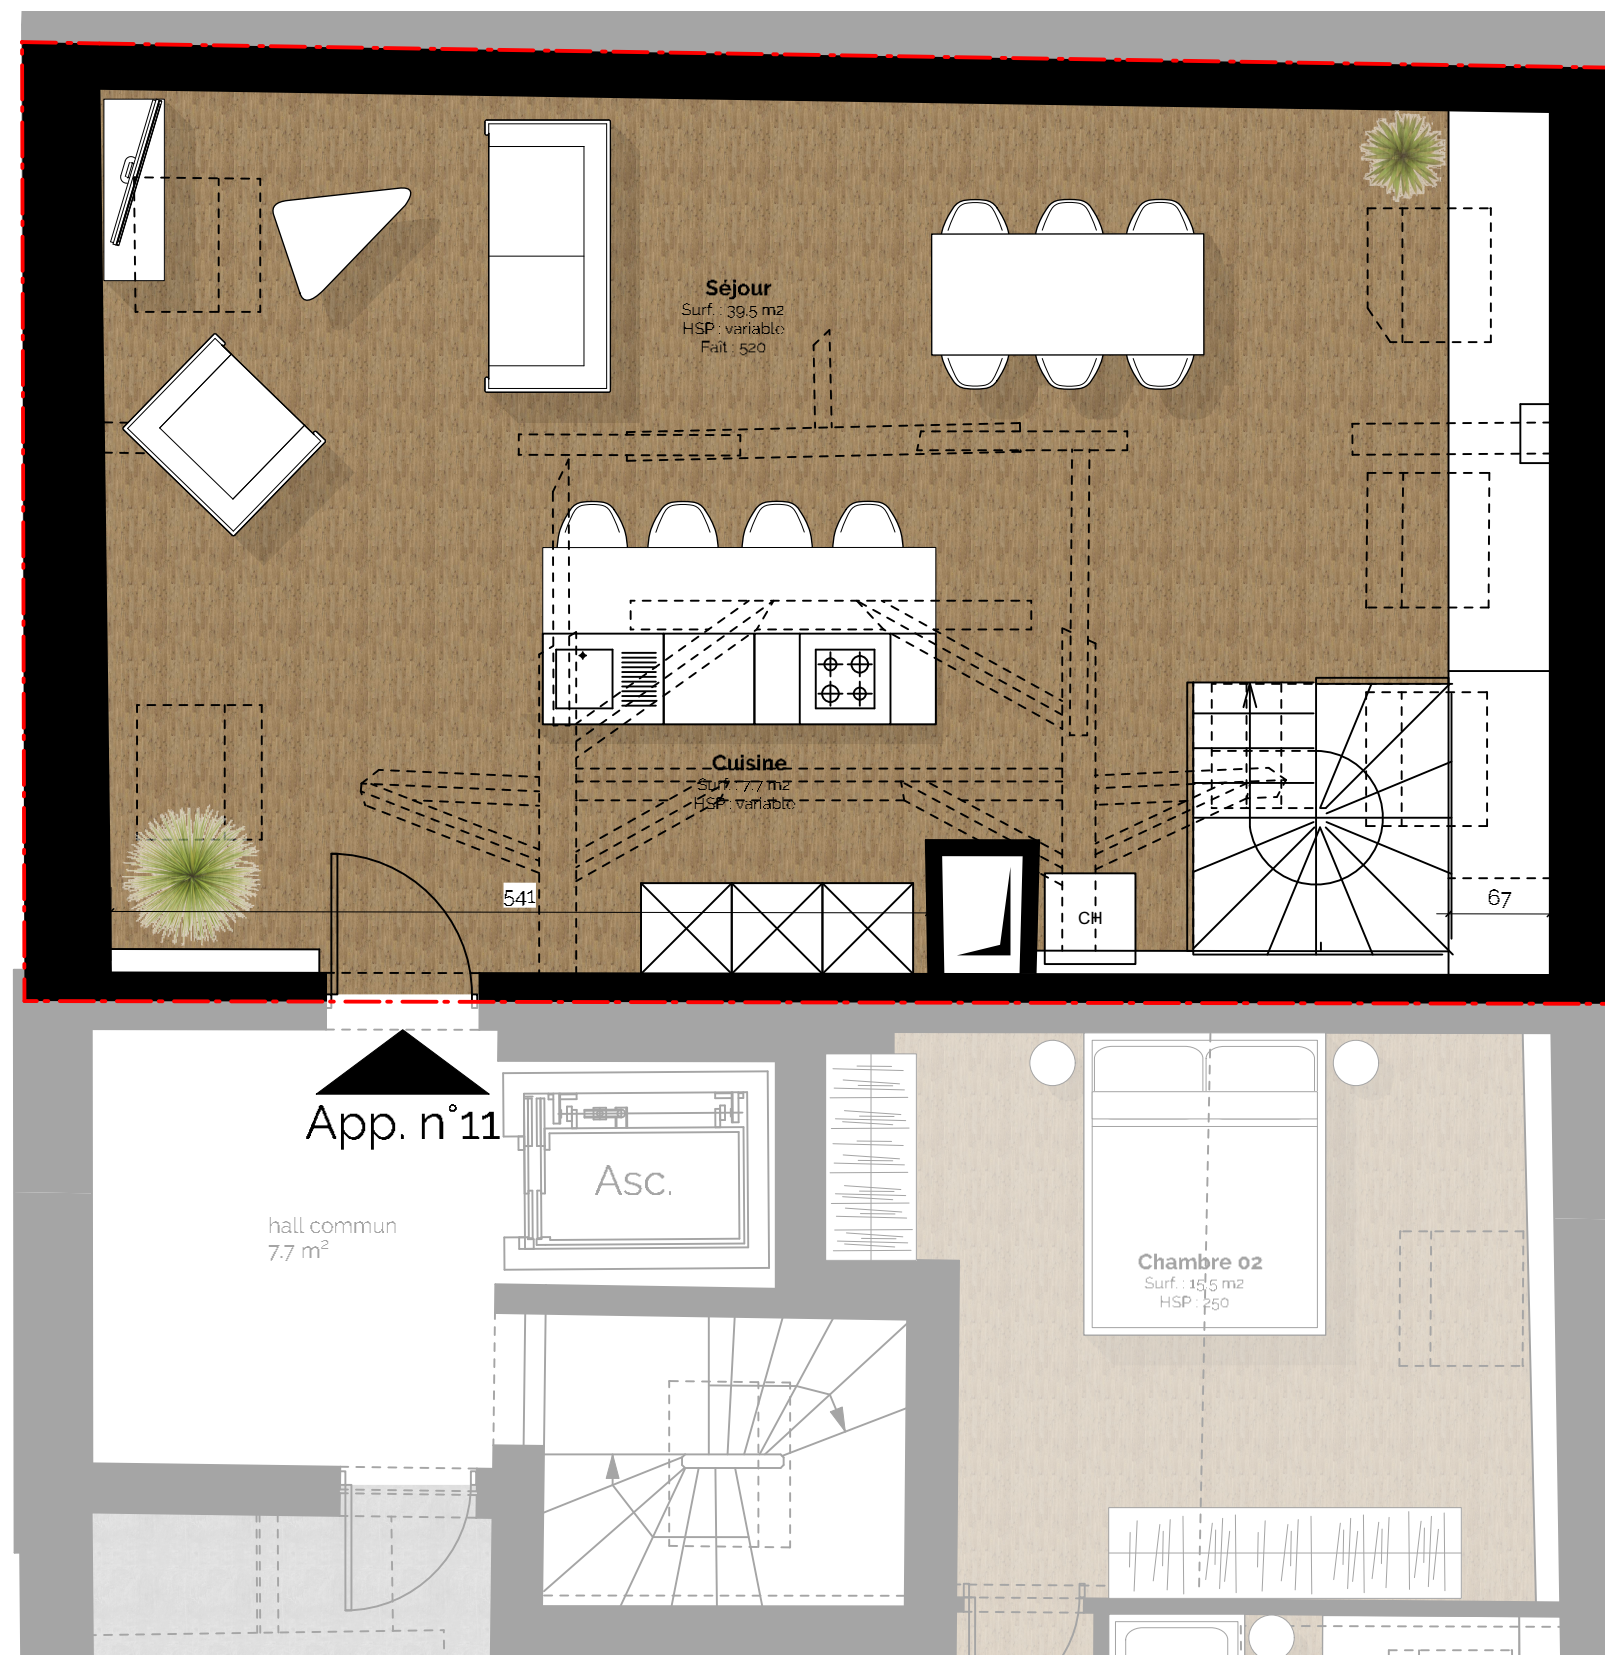 Séjour
Surf. : 39.5 m2
HSP : variable
Fait : 520
Cuisine
Surf. : 7.7 m2
HSP : variable
541
CH
67
App. n°11
Asc.
hall commun
7.7 m²
Chambre 02
Surf. : 15.5 m2
HSP : 250